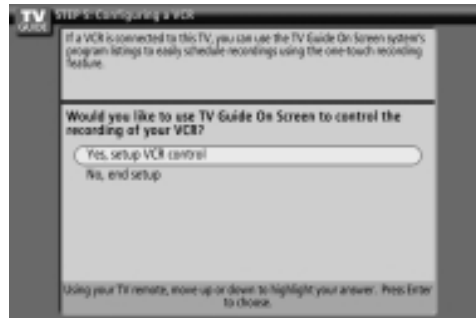 TV
GUIDE
STEP 5: Configuring a VCR
If a VCR is connected to this TV, you can use the TV Guide On Screen system's
program listings to easily schedule recordings using the one-touch recording
feature.
Would you like to use TV Guide On Screen to control the
recording of your VCR?
Yes, setup VCR control
No, end setup
Using your TV remote, move up or down to highlight your answer. Press Enter
to choose.